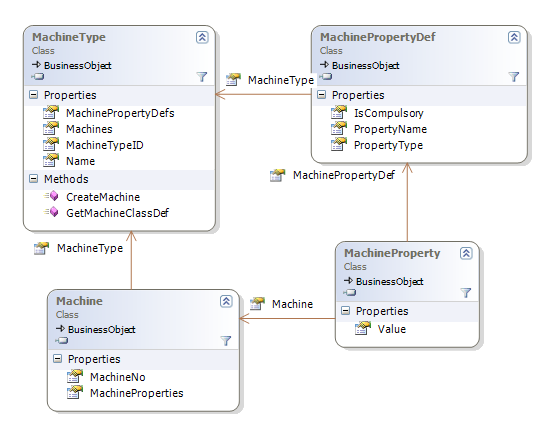 MachineType
Class
BusinessObject
Properties
MachinePropertyDefs
Machines
MachineTypeID
Name
Methods
CreateMachine
GetMachineClassDef
MachineType
MachinePropertyDef
Class
BusinessObject
Properties
IsCompulsory
PropertyName
PropertyType
MachinePropertyDef
MachineType
Machine
Class
BusinessObject
Properties
MachineNo
MachineProperties
Machine
MachineProperty
Class
BusinessObject
Properties
Value